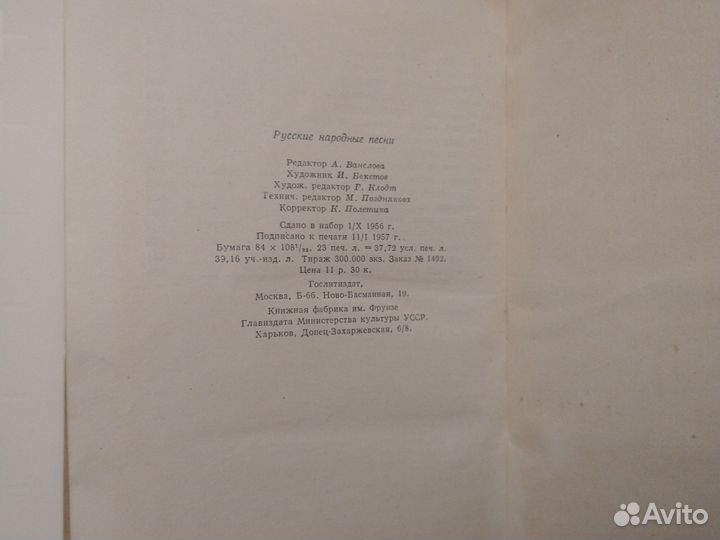 Русские народные песни
Редактор А. Ванслова
Художник И. Бекетов
Худож. редактор Г. Клодт
Технич. редактор М. Позднякова
Корректор К. Полетика
Сдано в набор 1/X 1956 г.
Подписано к печати 11/I 1957 г.
Бумага 84 × 108¹/₃₂. 23 печ. л. = 37,72 усл. печ. л.
39,16 уч.-изд. л. Тираж 300.000 экз. Заказ № 1492.
Цена 11 р. 30 к.
Гослитиздат,
Москва, Б-66, Ново-Басманная, 19.
Книжная фабрика им. Фрунзе
Главиздата Министерства культуры УССР.
Харьков, Донец-Захаржевская, 6/8.
Avito